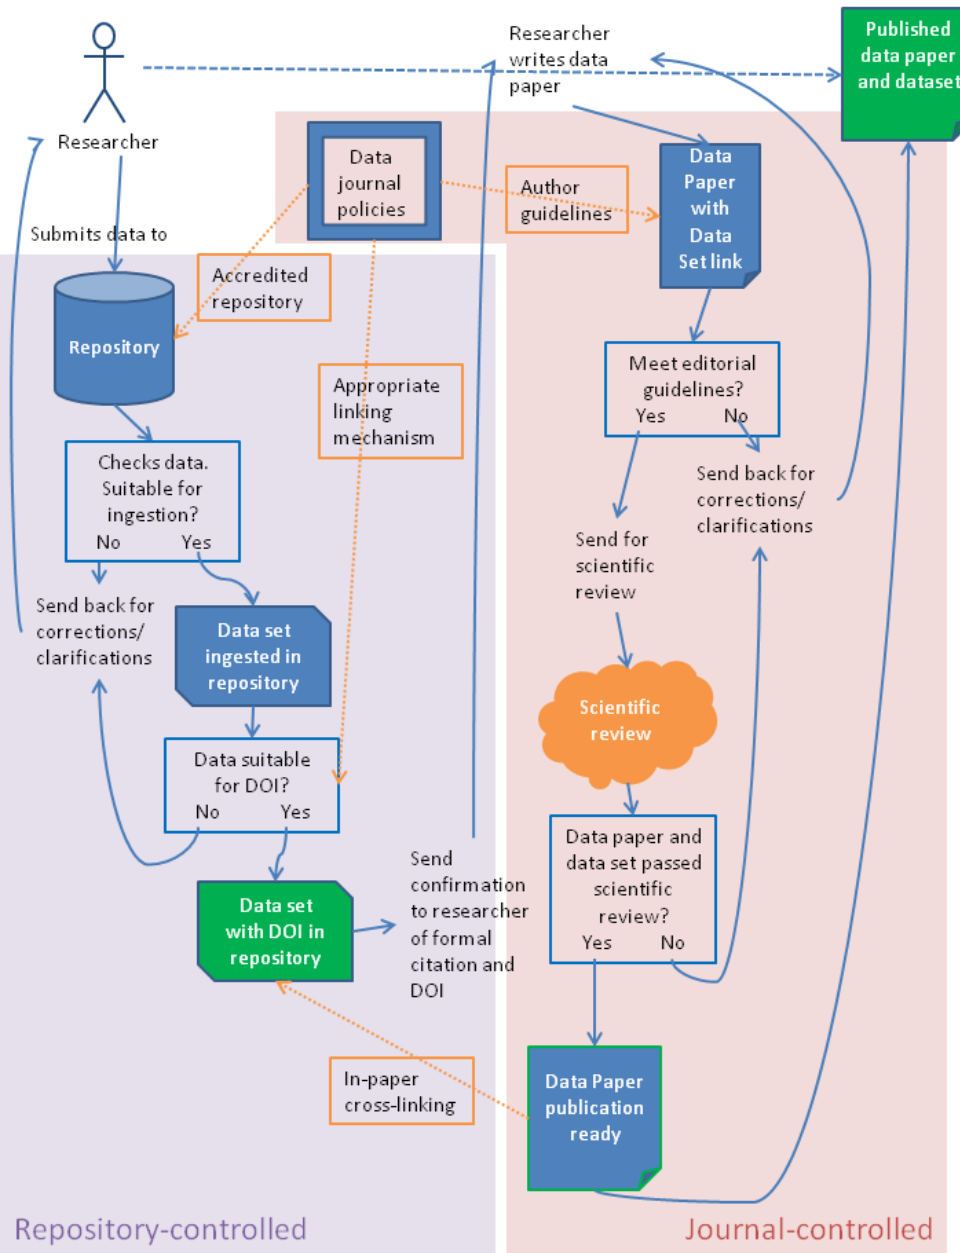 Researcher
writes data
paper
Published
data paper
and dataset
Researcher
Data
journal
policies
Author
guidelines
Data
Paper
with
Data
Set link
Submits data to
Accredited
repository
Repository
Appropriate
linking
mechanism
Meet editorial
guidelines?
Yes No
Checks data.
Suitable for
ingestion?
No Yes
Send back for
corrections/
clarifications
Send for
scientific
review
Send back for
corrections/
clarifications
Data set
ingested in
repository
Scientific
review
Data suitable
for DOI?
No Yes
Data paper and
data set passed
scientific
review?
Yes No
Data set
with DOI in
repository
Send
confirmation
to researcher
of formal
citation and
DOI
In-paper
cross-linking
Data Paper
publication
ready
Repository-controlled
Journal-controlled